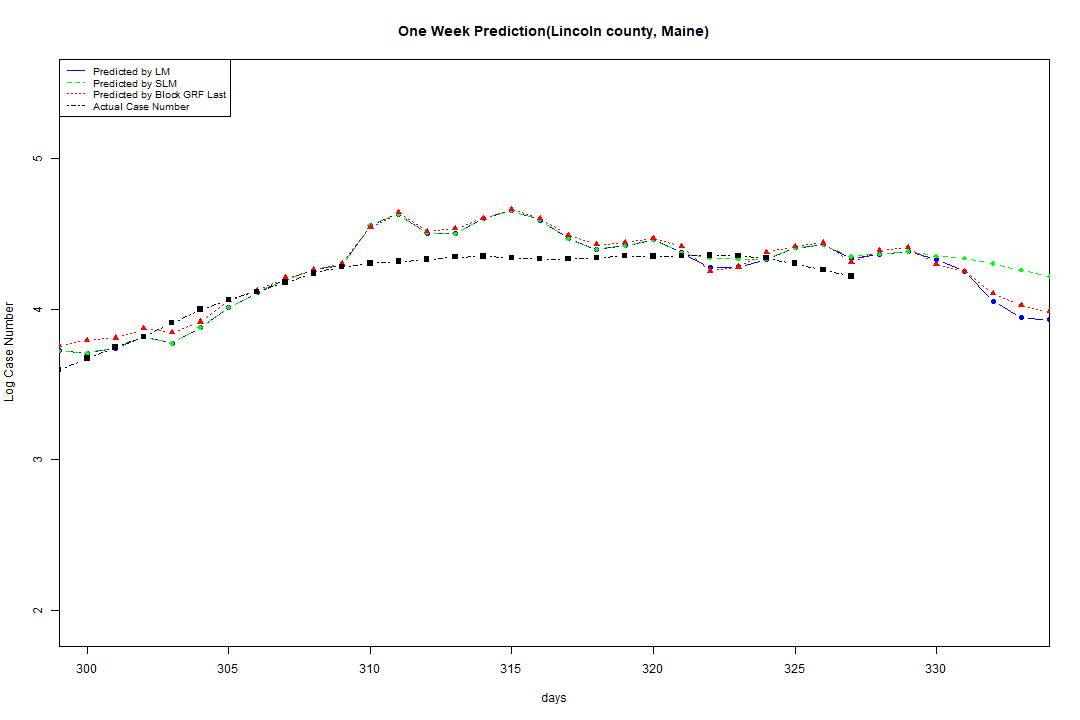 One Week Prediction(Lincoln county, Maine)
Predicted by LM
Predicted by SLM
Predicted by Block GRF Last
Actual Case Number
5
4
3
2
Log Case Number
300 305 310 315 320 325 330
days